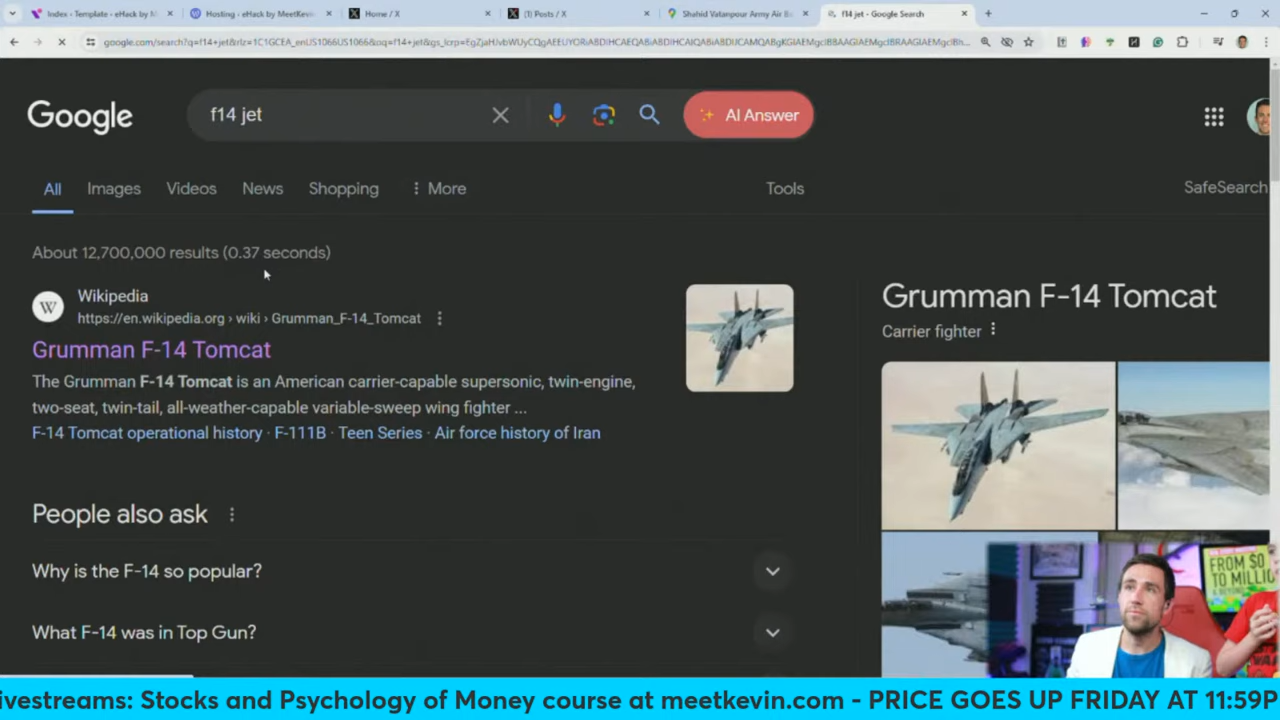 Index - Template - eHack by M
Hosting - eHack by MeetKevin
Home / X
(1) Posts / X
Shahid Vatanpour Army Air B
f14 jet - Google Search
Google
f14 jet
AI Answer
All
Images
Videos
News
Shopping
More
Tools
SafeSearch
About 12,700,000 results (0.37 seconds)
W
Wikipedia
https://en.wikipedia.org › wiki › Grumman_F-14_Tomcat
Grumman F-14 Tomcat
The Grumman F-14 Tomcat is an American carrier-capable supersonic, twin-engine,
two-seat, twin-tail, all-weather-capable variable-sweep wing fighter ...
F-14 Tomcat operational history · F-111B · Teen Series · Air force history of Iran
Grumman F-14 Tomcat
Carrier fighter
People also ask
Why is the F-14 so popular?
What F-14 was in Top Gun?
FROM $0
TO MILLIO
ivestreams: Stocks and Psychology of Money course at meetkevin.com - PRICE GOES UP FRIDAY AT 11:59P